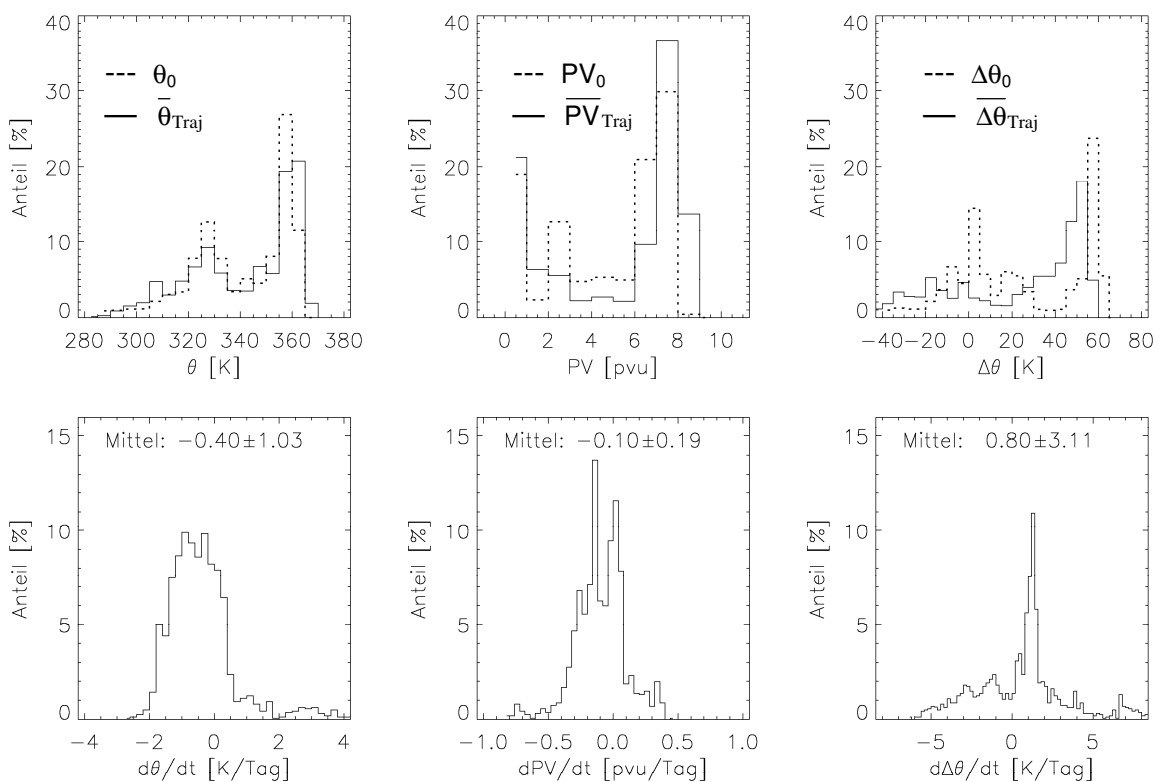 40
30
20
10
0
Anteil [%]
θ₀
θ̅Traj
280 300 320 340 360 380
θ [K]
40
30
20
10
0
Anteil [%]
PV₀
P̅V̅Traj
0 2 4 6 8 10
PV [pvu]
40
30
20
10
0
Anteil [%]
Δθ₀
Δ̅θ̅Traj
−40 −20 0 20 40 60 80
Δθ [K]
15
10
5
0
Anteil [%]
Mittel: −0.40±1.03
−4 −2 0 2 4
dθ/dt [K/Tag]
15
10
5
0
Anteil [%]
Mittel: −0.10±0.19
−1.0 −0.5 0.0 0.5 1.0
dPV/dt [pvu/Tag]
15
10
5
0
Anteil [%]
Mittel: 0.80±3.11
−5 0 5
dΔθ/dt [K/Tag]